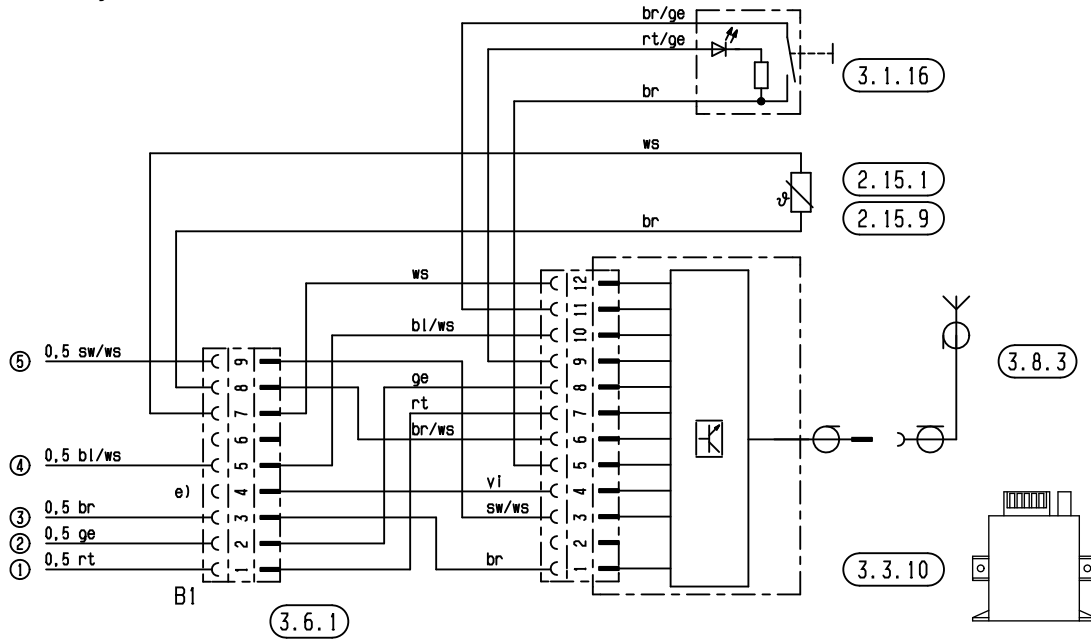 br/ge
rt/ge
3.1.16
br
ws
2.15.1
ϑ
2.15.9
br
ws
12
11
bl/ws
10
⑤ 0,5 sw/ws
9
9
3.8.3
8
ge
8
7
rt
7
6
br/ws
6
④ 0,5 bl/ws
5
5
e)
4
vi
4
③ 0,5 br
3
sw/ws
3
② 0,5 ge
2
2
① 0,5 rt
1
br
1
3.3.10
B1
3.6.1